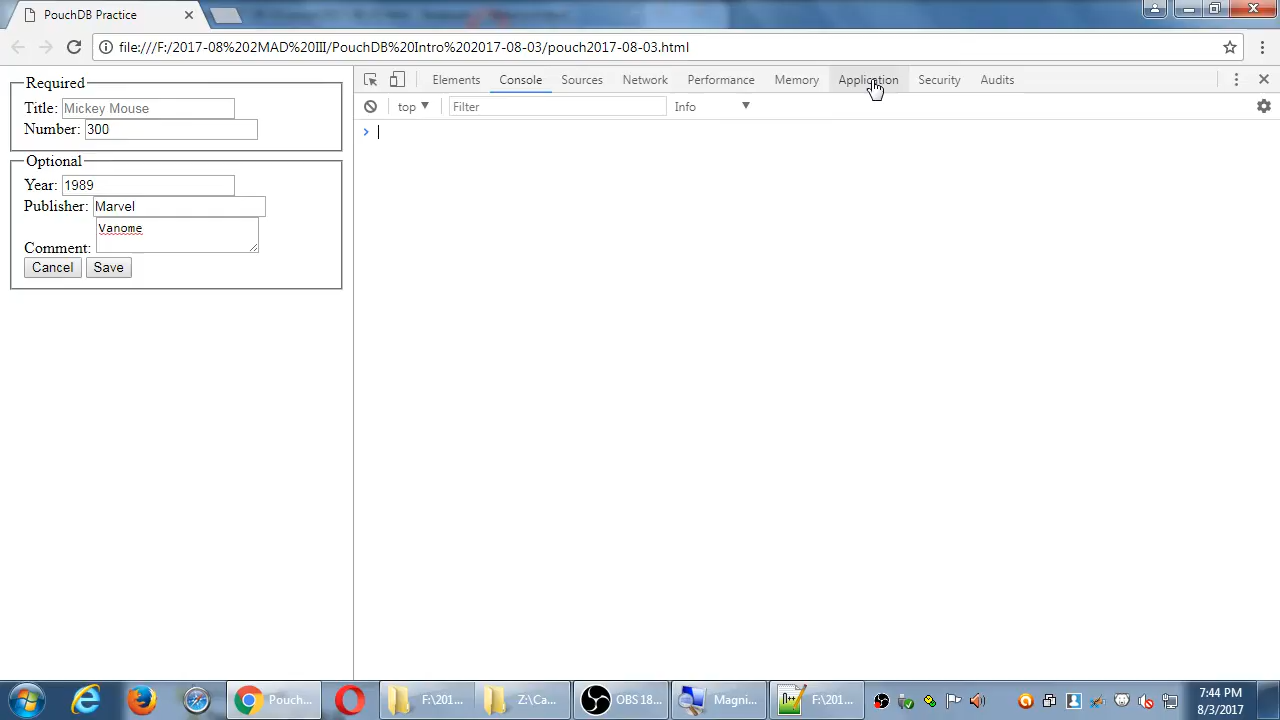 PouchDB Practice
file:///F:/2017-08%202MAD%20III/PouchDB%20Intro%202017-08-03/pouch2017-08-03.html
Elements Console Sources Network Performance Memory Application Security Audits
top Filter Info
>
Required
Title: Mickey Mouse
Number: 300
Optional
Year: 1989
Publisher: Marvel
Vanome
Comment:
Cancel Save
Pouch... F:\201... Z:\Ca... OBS 18... Magni... F:\201...
7:44 PM
8/3/2017